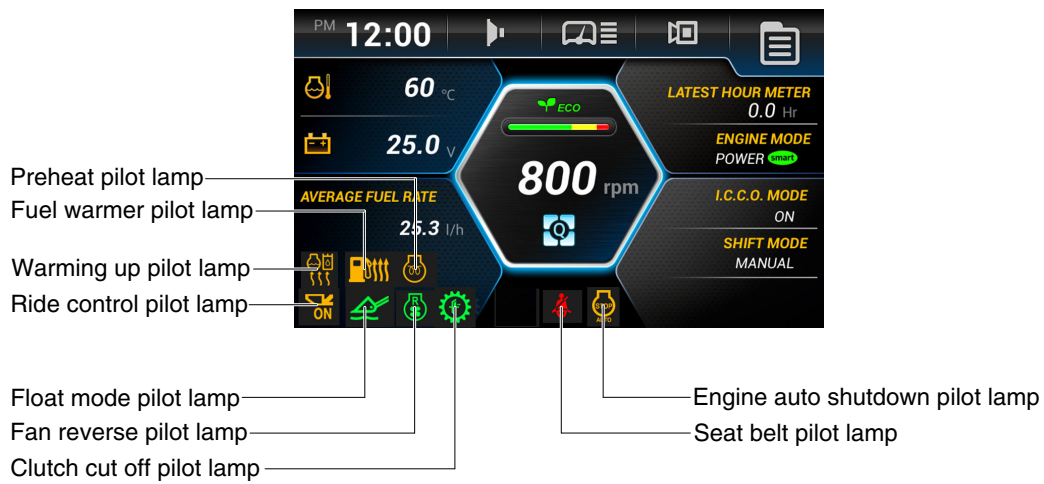 PM 12:00
60 °C
25.0 V
AVERAGE FUEL RATE
25.3 l/h
ECO
800 rpm
Q
LATEST HOUR METER
0.0 Hr
ENGINE MODE
POWER smart
I.C.C.O. MODE
ON
SHIFT MODE
MANUAL
ON
R
STOP
AUTO
Preheat pilot lamp
Fuel warmer pilot lamp
Warming up pilot lamp
Ride control pilot lamp
Float mode pilot lamp
Fan reverse pilot lamp
Clutch cut off pilot lamp
Engine auto shutdown pilot lamp
Seat belt pilot lamp